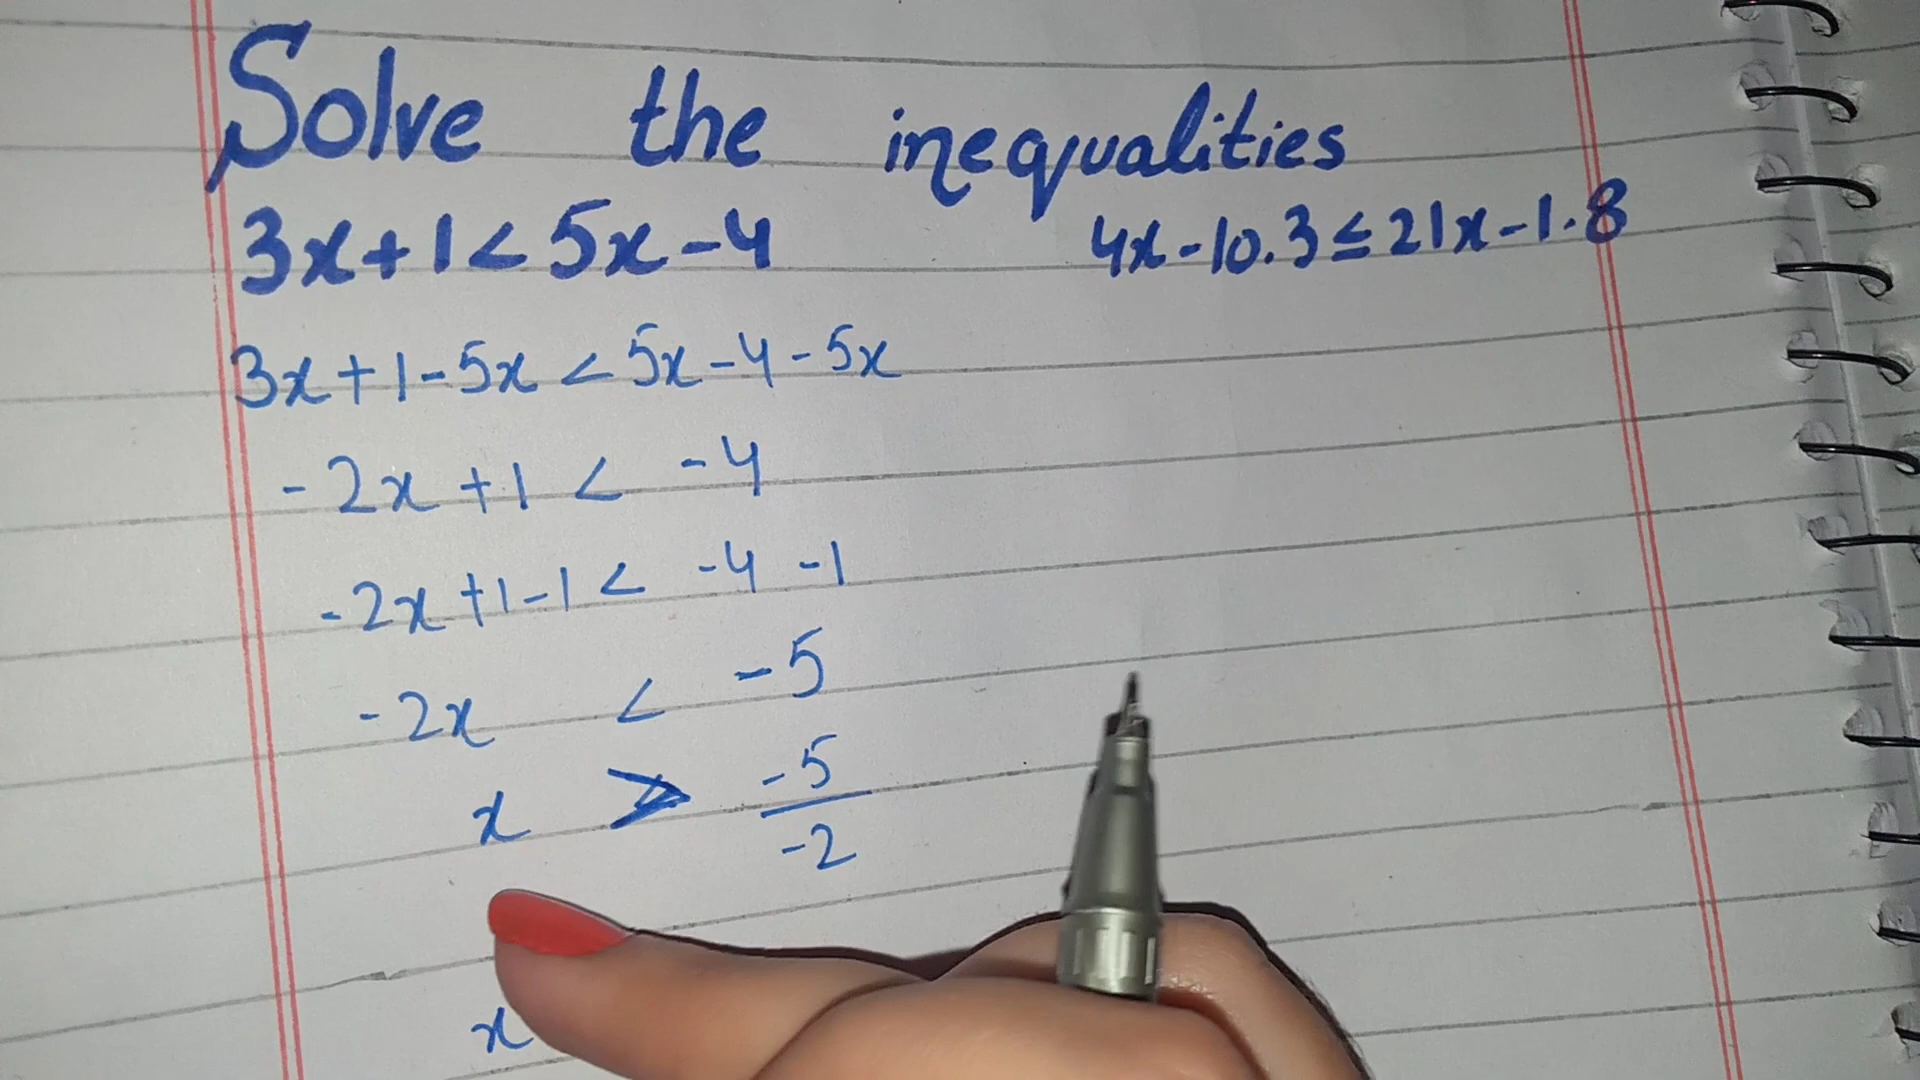 Solve the inequalities
3x+1<5x-4
4x-10.3≤21x-1.8
3x+1-5x<5x-4-5x
-2x+1< -4
-2x+1-1< -4-1
-2x < -5
x > -5/-2
x